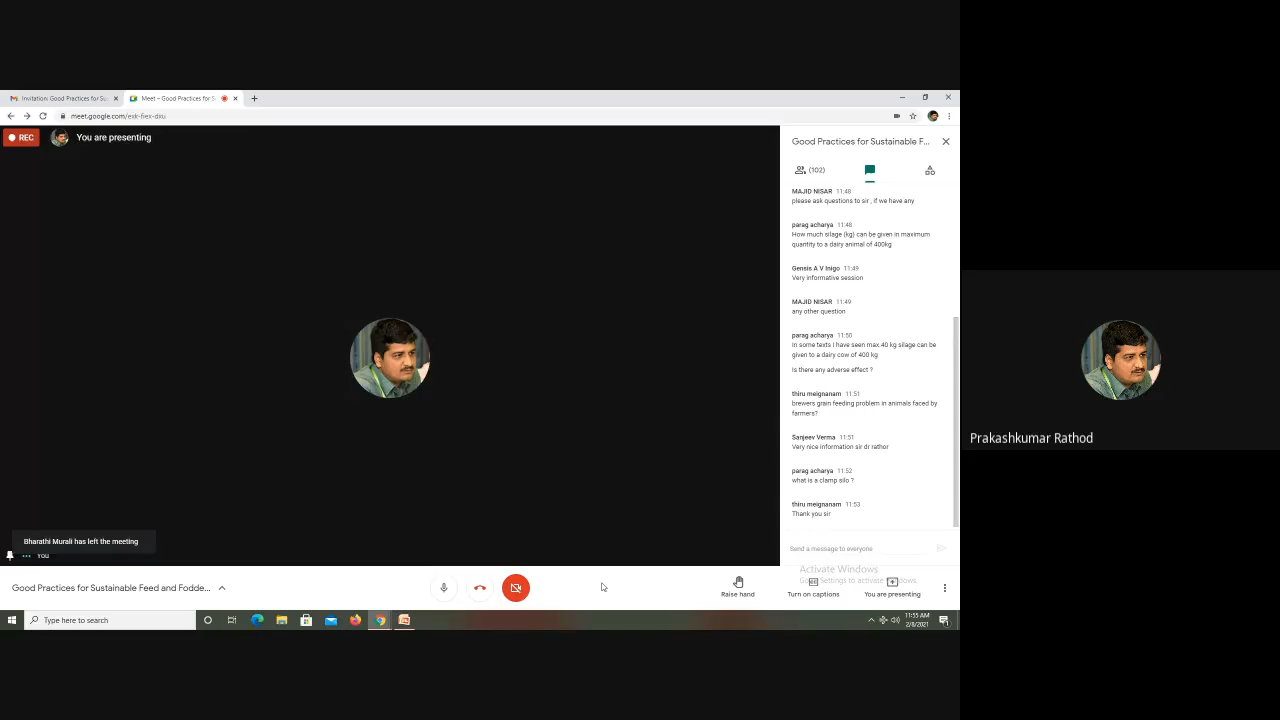 Invitation: Good Practices for Su
Meet – Good Practices for S
meet.google.com/exk-fiex-dxu
REC
You are presenting
Good Practices for Sustainable F...
(102)
MAJID NISAR 11:48
please ask questions to sir , if we have any
parag acharya 11:48
How much silage (kg) can be given in maximum
quantity to a dairy animal of 400kg
Gensis A V Inigo 11:49
Very informative session
MAJID NISAR 11:49
any other question
parag acharya 11:50
in some texts I have seen max 40 kg silage can be
given to a dairy cow of 400 kg
Is there any adverse effect ?
thiru meignanam 11:51
brewers grain feeding problem in animals faced by
farmers?
Sanjeev Verma 11:51
Very nice information sir dr rathor
parag acharya 11:52
what is a clamp silo ?
thiru meignanam 11:53
Thank you sir
Prakashkumar Rathod
Bharathi Murali has left the meeting
You
Send a message to everyone
Activate Windows
Go to Settings to activate Windows.
Good Practices for Sustainable Feed and Fodde...
Raise hand
Turn on captions
You are presenting
Type here to search
11:55 AM
2/8/2021